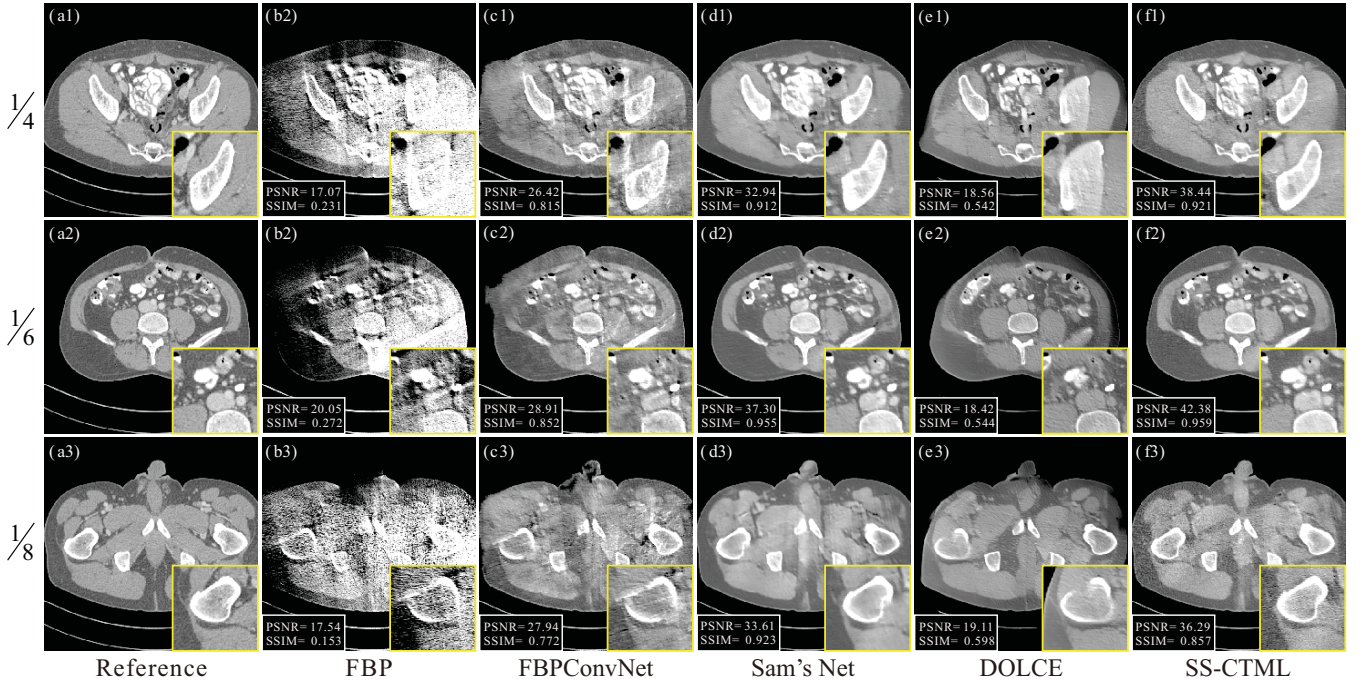 (a1) (b2) (c1) (d1) (e1) (f1)
1/4
PSNR= 17.07 PSNR= 26.42 PSNR= 32.94 PSNR= 18.56 PSNR= 38.44
SSIM= 0.231 SSIM= 0.815 SSIM= 0.912 SSIM= 0.542 SSIM= 0.921
(a2) (b2) (c2) (d2) (e2) (f2)
1/6
PSNR= 20.05 PSNR= 28.91 PSNR= 37.30 PSNR= 18.42 PSNR= 42.38
SSIM= 0.272 SSIM= 0.852 SSIM= 0.955 SSIM= 0.544 SSIM= 0.959
(a3) (b3) (c3) (d3) (e3) (f3)
1/8
PSNR= 17.54 PSNR= 27.94 PSNR= 33.61 PSNR= 19.11 PSNR= 36.29
SSIM= 0.153 SSIM= 0.772 SSIM= 0.923 SSIM= 0.598 SSIM= 0.857
Reference FBP FBPConvNet Sam's Net DOLCE SS-CTML